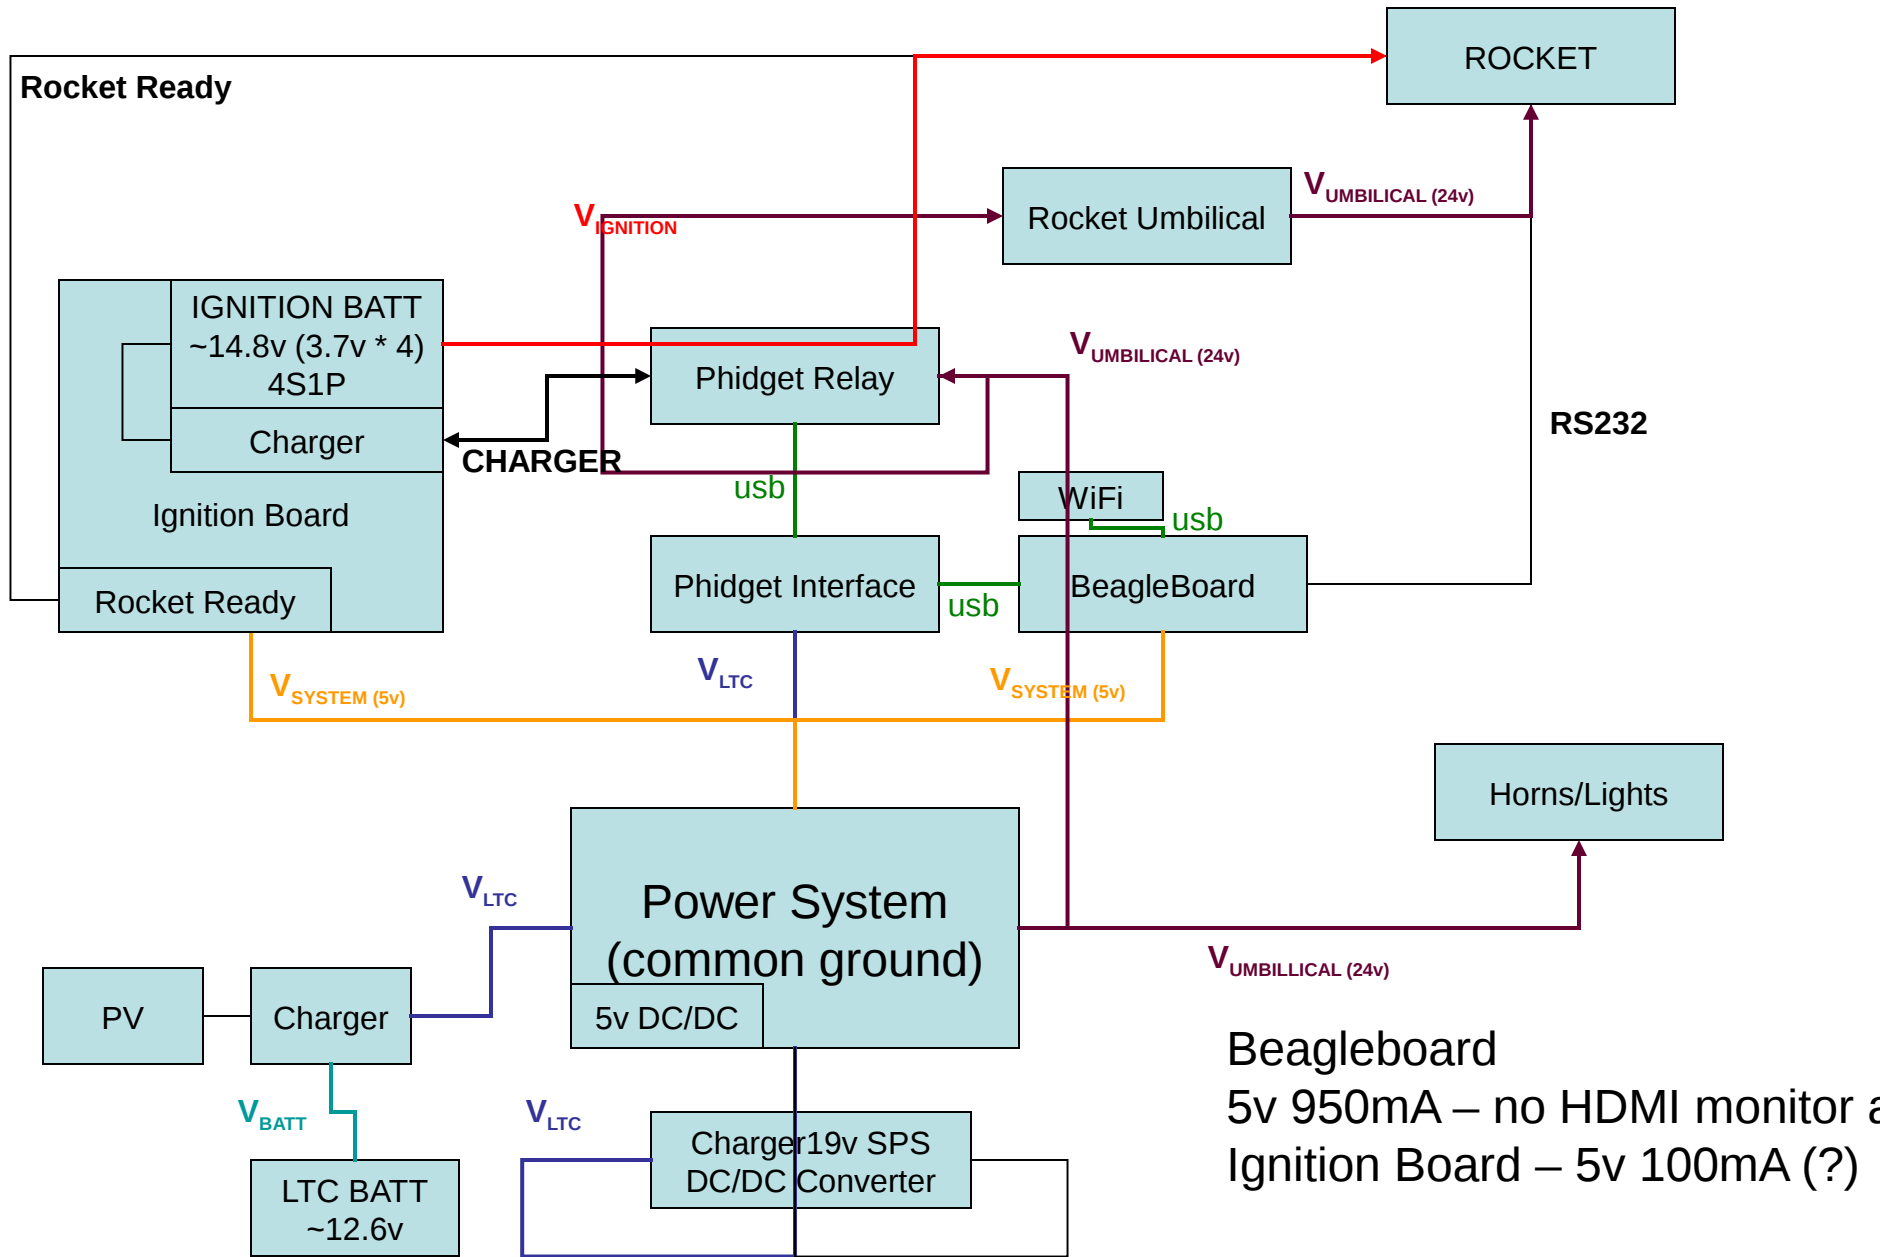 ROCKET
Rocket Ready
VUMBILICAL (24v)
Rocket Umbilical
VIGNITION
IGNITION BATT
~14.8v (3.7v * 4)
4S1P
Phidget Relay
VUMBILICAL (24v)
Charger
CHARGER
RS232
usb
WiFi
usb
Ignition Board
Phidget Interface
BeagleBoard
usb
Rocket Ready
VSYSTEM (5v)
VLTC
VSYSTEM (5v)
Horns/Lights
Power System
(common ground)
VLTC
VUMBILLICAL (24v)
PV
Charger
5v DC/DC
VBATT
VLTC
Charger19v SPS
DC/DC Converter
LTC BATT
~12.6v
Beagleboard
5v 950mA – no HDMI monitor
Ignition Board – 5v 100mA (?)